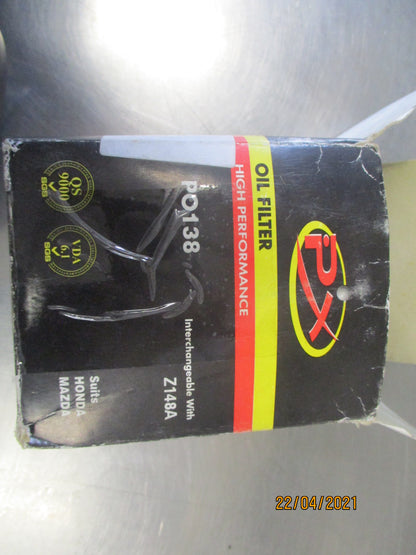 PX
OIL FILTER
HIGH PERFORMANCE
PO138
Interchangeable With
Z148A
Suits
HONDA
MAZDA
QS
9000
SGS
VDA
6.1
SGS
22/04/2021